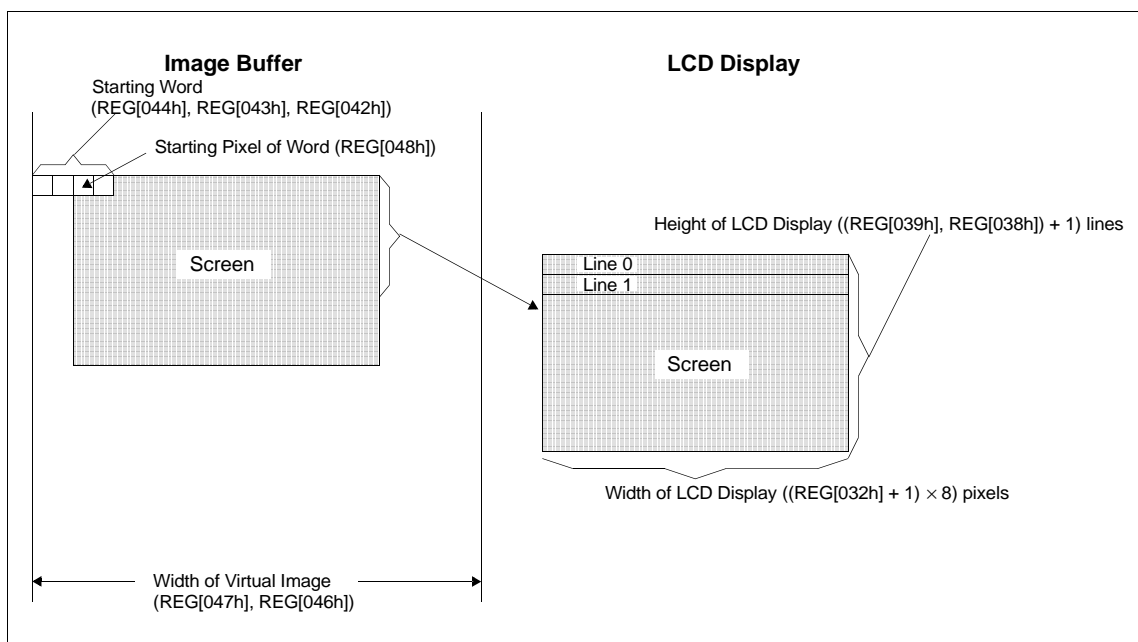 Image Buffer
LCD Display
Starting Word
(REG[044h], REG[043h], REG[042h])
Starting Pixel of Word (REG[048h])
Screen
Height of LCD Display ((REG[039h], REG[038h]) + 1) lines
Line 0
Line 1
Screen
Width of LCD Display ((REG[032h] + 1) × 8) pixels
Width of Virtual Image
(REG[047h], REG[046h])